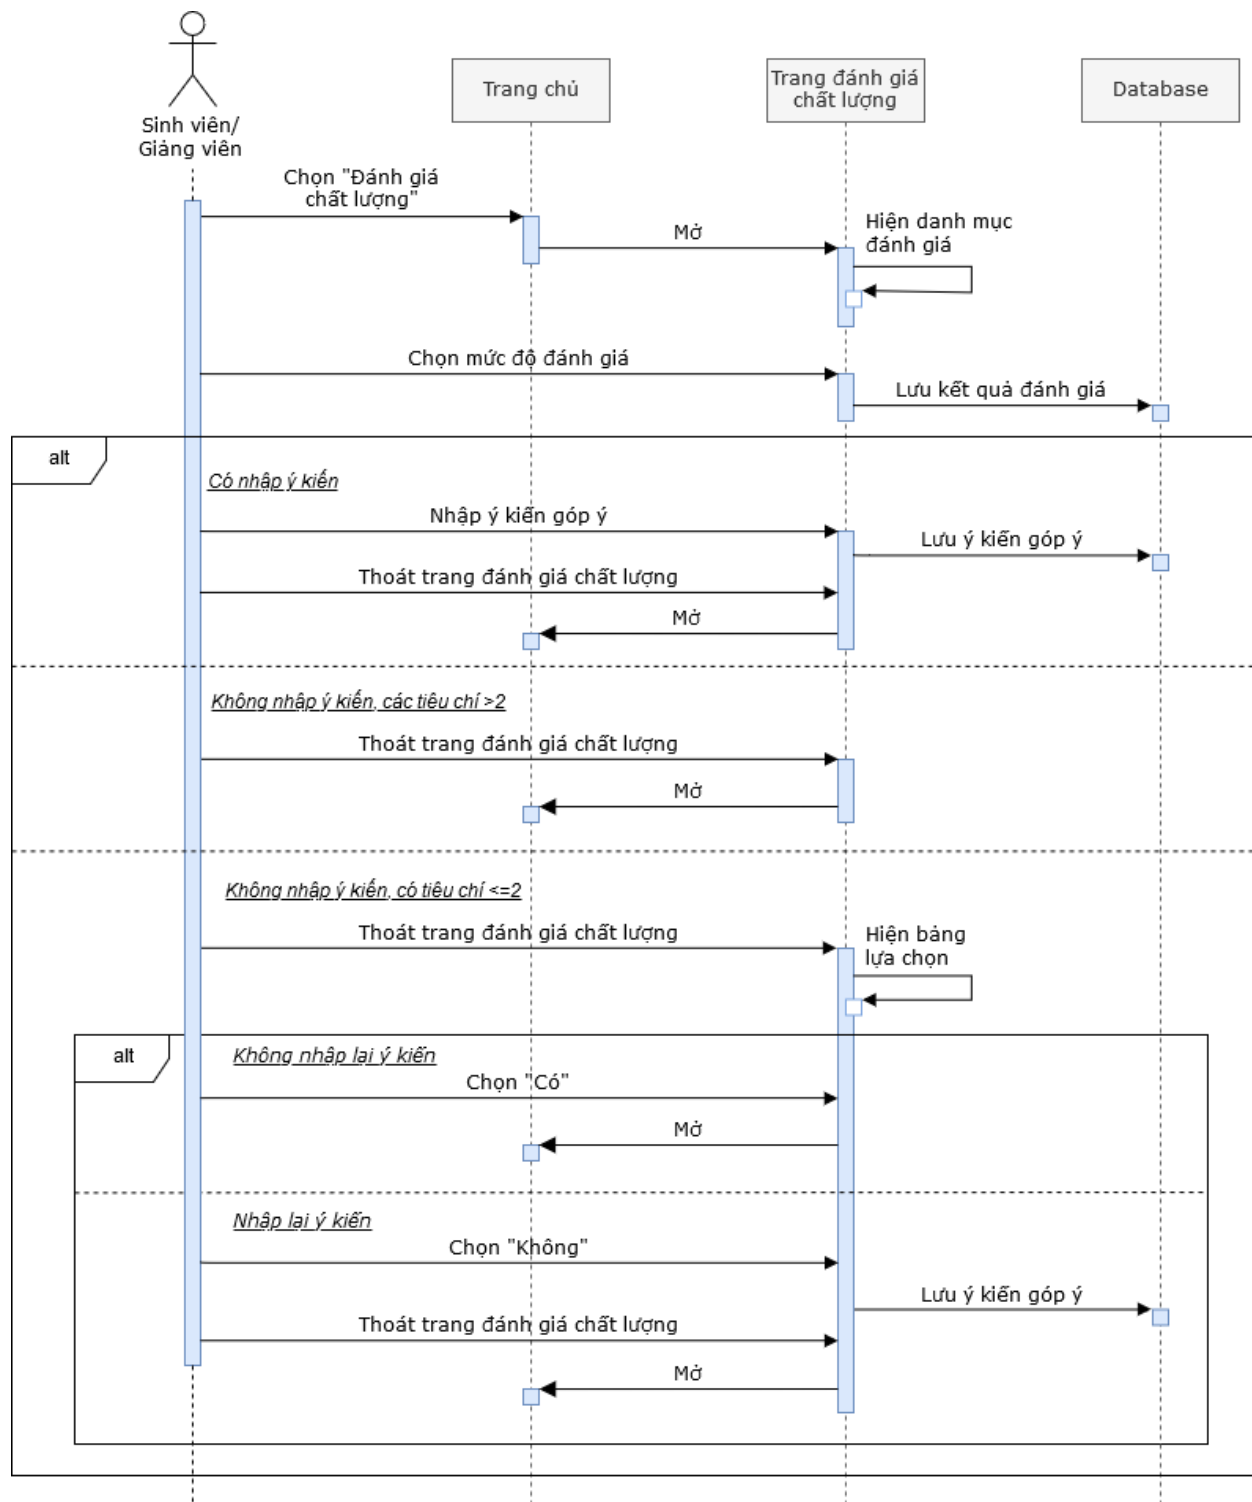 Sinh viên/
Giảng viên
Trang chủ
Trang đánh giá
chất lượng
Database
Chọn "Đánh giá
chất lượng"
Mở
Hiện danh mục
đánh giá
Chọn mức độ đánh giá
Lưu kết quả đánh giá
alt
Có nhập ý kiến
Nhập ý kiến góp ý
Lưu ý kiến góp ý
Thoát trang đánh giá chất lượng
Mở
Không nhập ý kiến, các tiêu chí >2
Thoát trang đánh giá chất lượng
Mở
Không nhập ý kiến, có tiêu chí <=2
Thoát trang đánh giá chất lượng
Hiện bảng
lựa chọn
alt
Không nhập lại ý kiến
Chọn "Có"
Mở
Nhập lại ý kiến
Chọn "Không"
Lưu ý kiến góp ý
Thoát trang đánh giá chất lượng
Mở